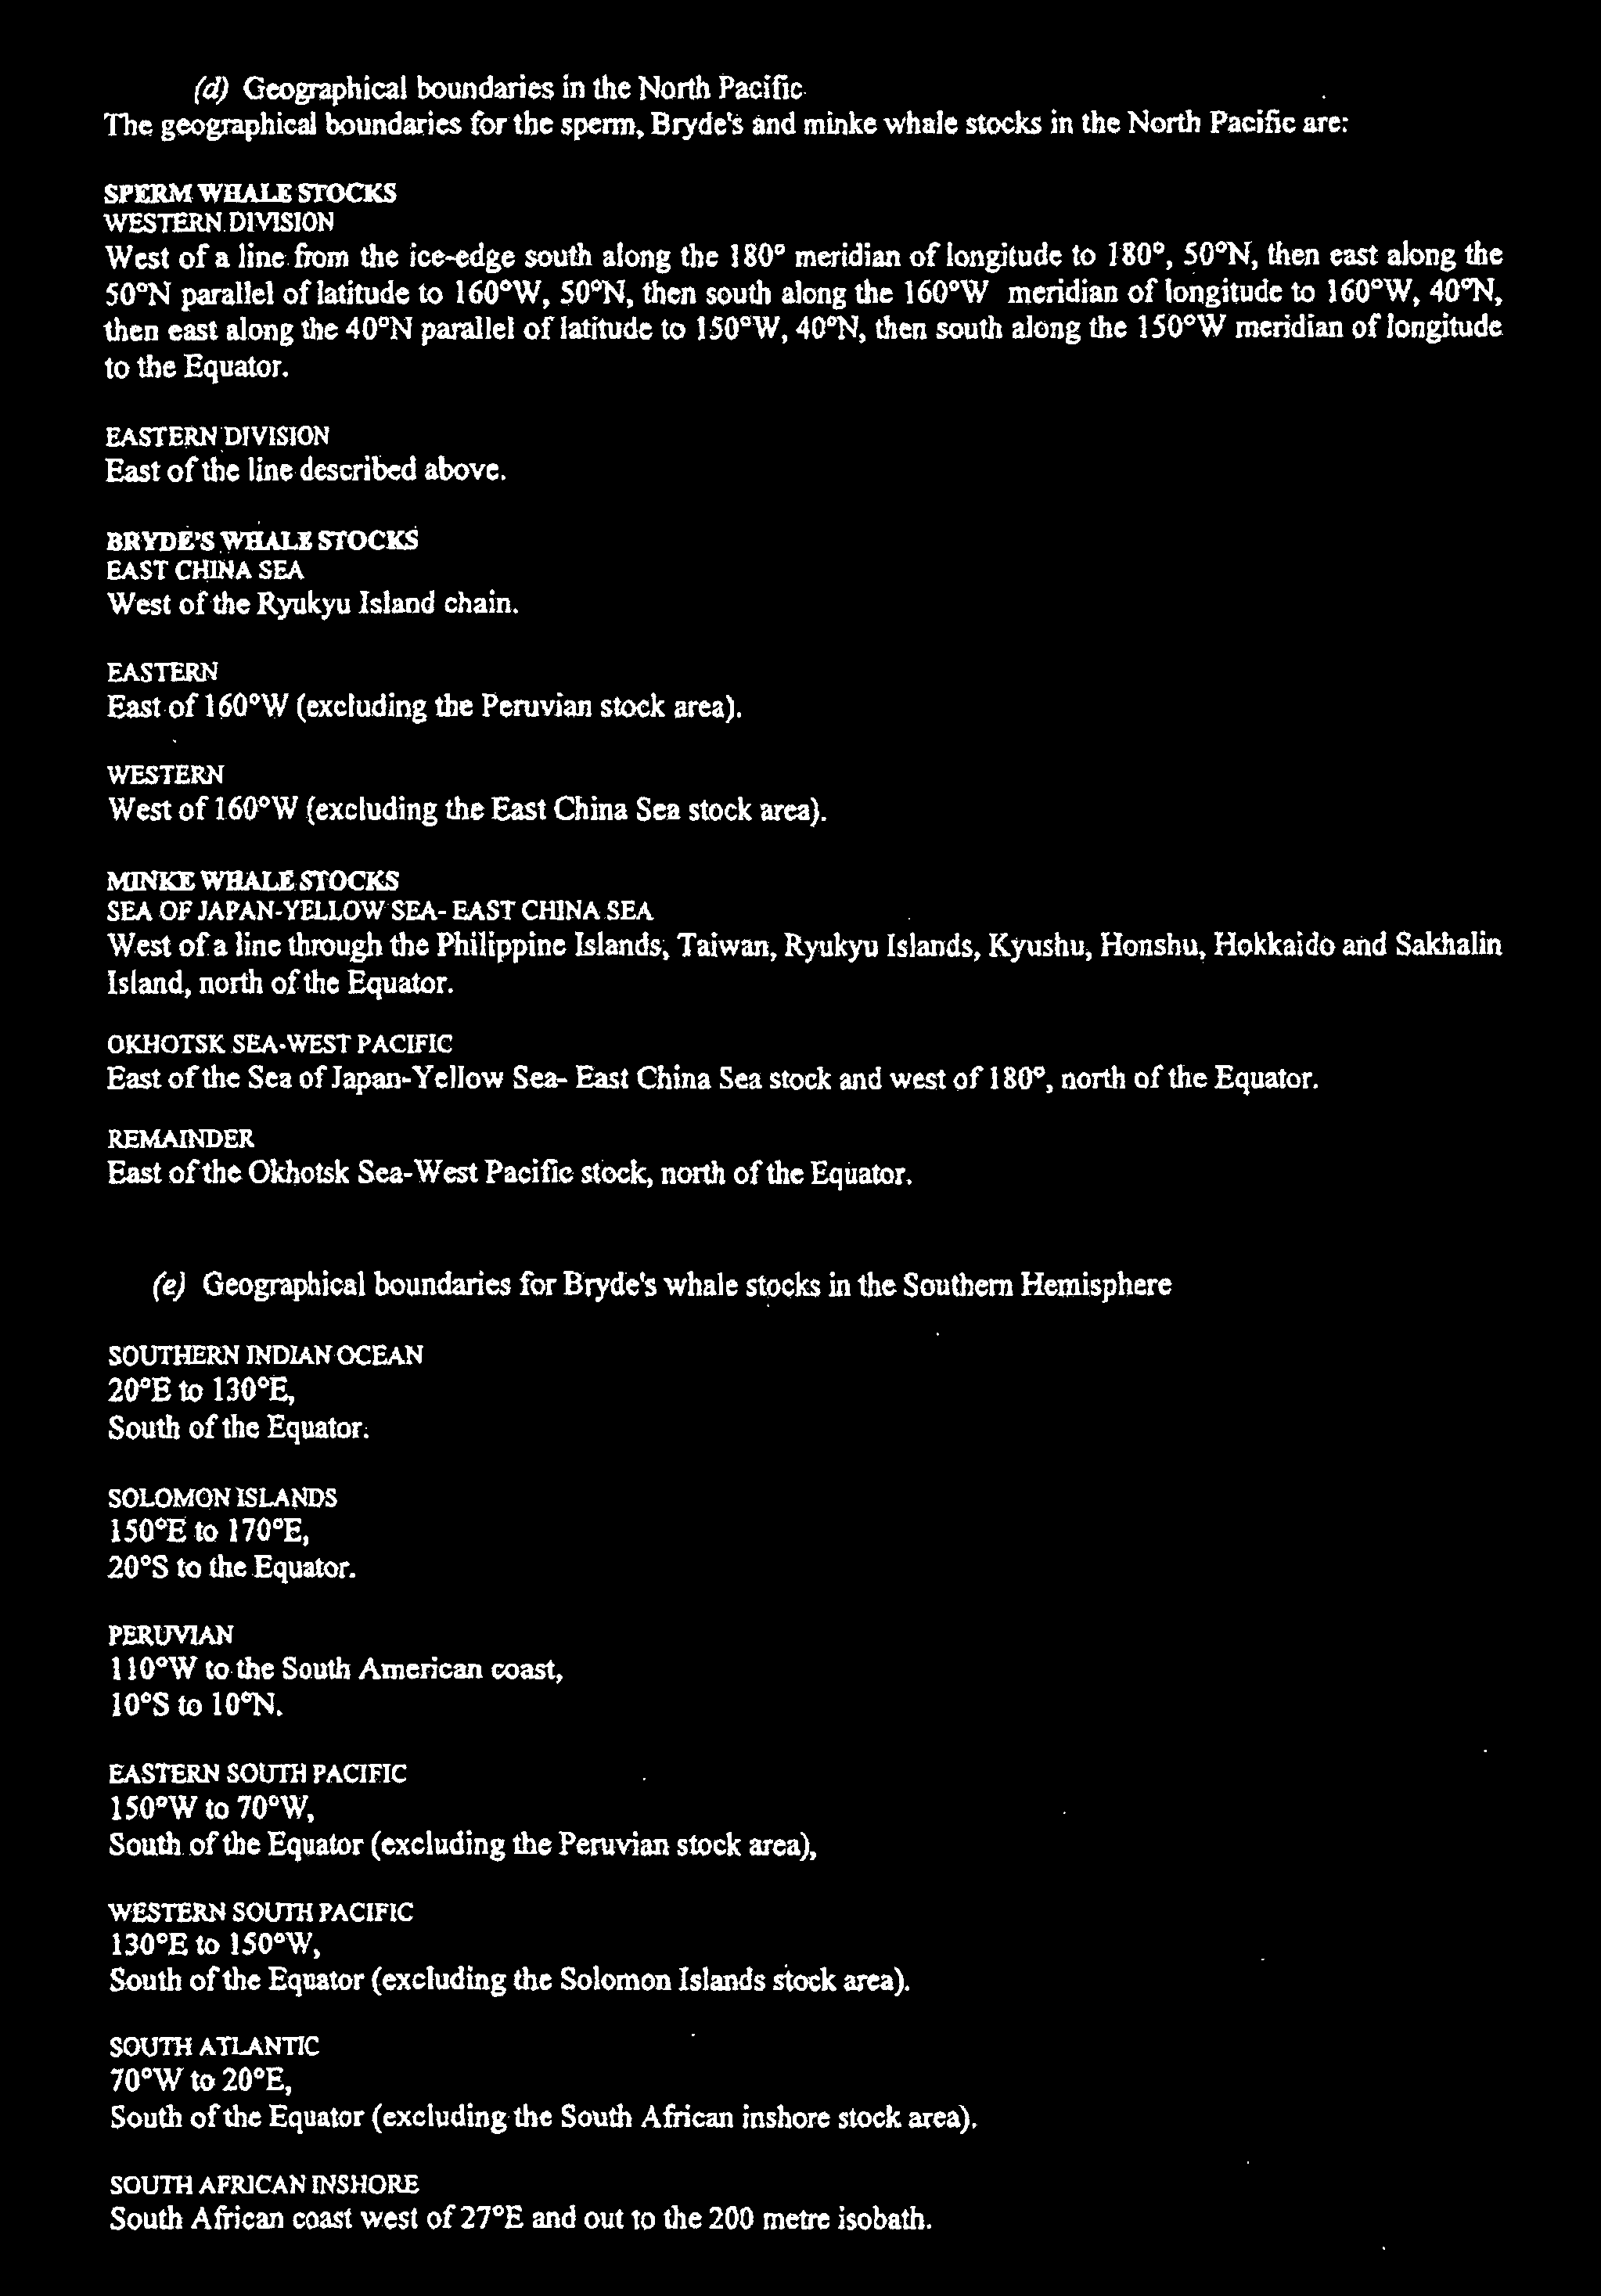 (d) Geographical boundaries in the North Pacific
The geographical boundaries for the sperm, Bryde's and minke whale stocks in the North Pacific are:
SPERM WHALE STOCKS
WESTERN DIVISION
West of a line from the ice-edge south along the 180° meridian of longitude to 180°, 50°N, then east along the
50°N parallel of latitude to 160°W, 50°N, then south along the 160°W meridian of longitude to 160°W, 40°N,
then east along the 40°N parallel of latitude to 150°W, 40°N, then south along the 150°W meridian of longitude
to the Equator.
EASTERN DIVISION
East of the line described above.
BRYDE'S WHALE STOCKS
EAST CHINA SEA
West of the Ryukyu Island chain.
EASTERN
East of 160°W (excluding the Peruvian stock area).
WESTERN
West of 160°W (excluding the East China Sea stock area).
MINKE WHALE STOCKS
SEA OF JAPAN-YELLOW SEA- EAST CHINA SEA
West of a line through the Philippine Islands, Taiwan, Ryukyu Islands, Kyushu, Honshu, Hokkaido and Sakhalin
Island, north of the Equator.
OKHOTSK SEA-WEST PACIFIC
East of the Sea of Japan-Yellow Sea- East China Sea stock and west of 180°, north of the Equator.
REMAINDER
East of the Okhotsk Sea-West Pacific stock, north of the Equator.
(e) Geographical boundaries for Bryde's whale stocks in the Southern Hemisphere
SOUTHERN INDIAN OCEAN
20°E to 130°E,
South of the Equator.
SOLOMON ISLANDS
150°E to 170°E,
20°S to the Equator.
PERUVIAN
110°W to the South American coast,
10°S to 10°N.
EASTERN SOUTH PACIFIC
150°W to 70°W,
South of the Equator (excluding the Peruvian stock area),
WESTERN SOUTH PACIFIC
130°E to 150°W,
South of the Equator (excluding the Solomon Islands stock area).
SOUTH ATLANTIC
70°W to 20°E,
South of the Equator (excluding the South African inshore stock area).
SOUTH AFRICAN INSHORE
South African coast west of 27°E and out to the 200 metre isobath.